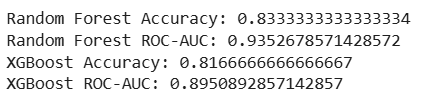 Random Forest Accuracy: 0.8333333333333334
Random Forest ROC-AUC: 0.9352678571428572
XGBoost Accuracy: 0.8166666666666667
XGBoost ROC-AUC: 0.8950892857142857